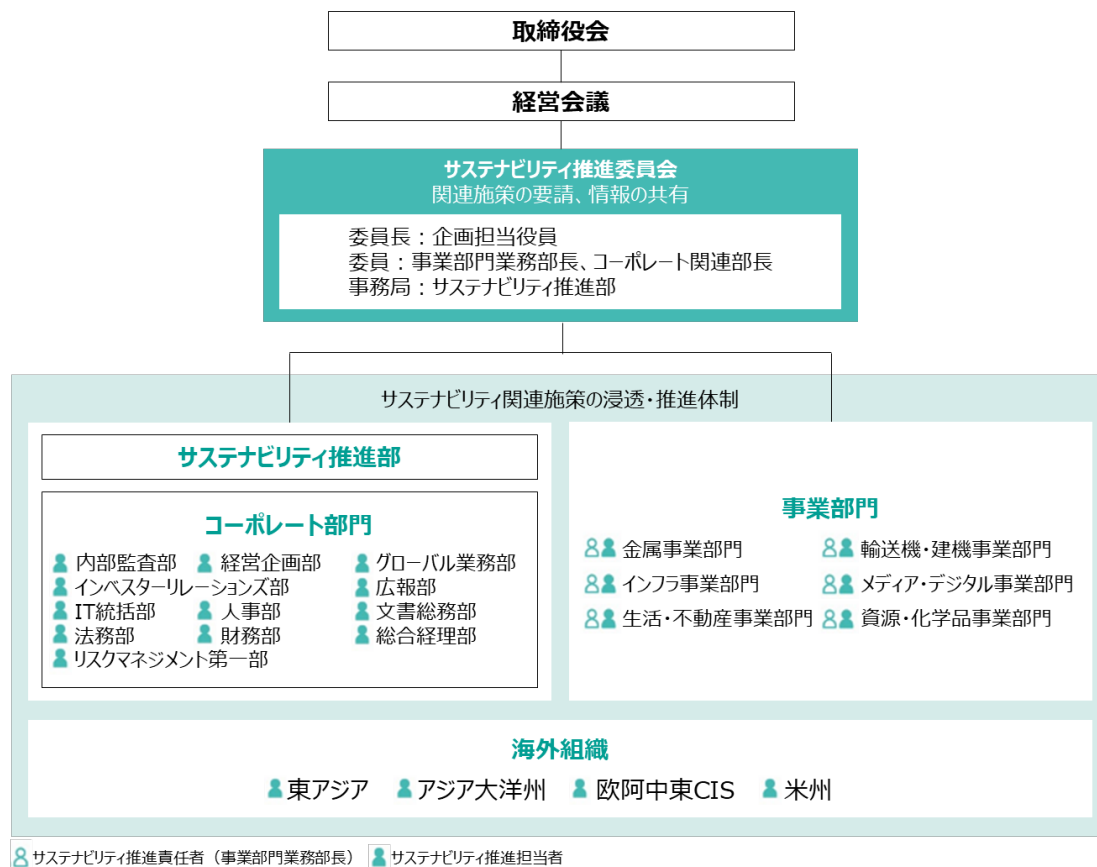 取締役会
経営会議
サステナビリティ推進委員会
関連施策の要請、情報の共有
委員長：企画担当役員
委員：事業部門業務部長、コーポレート関連部長
事務局：サステナビリティ推進部
サステナビリティ関連施策の浸透・推進体制
サステナビリティ推進部
コーポレート部門
内部監査部 経営企画部 グローバル業務部
インベスターリレーションズ部 広報部
IT統括部 人事部 文書総務部
法務部 財務部 総合経理部
リスクマネジメント第一部
事業部門
金属事業部門 輸送機・建機事業部門
インフラ事業部門 メディア・デジタル事業部門
生活・不動産事業部門 資源・化学品事業部門
海外組織
東アジア アジア大洋州 欧阿中東CIS 米州
サステナビリティ推進責任者（事業部門業務部長） サステナビリティ推進担当者